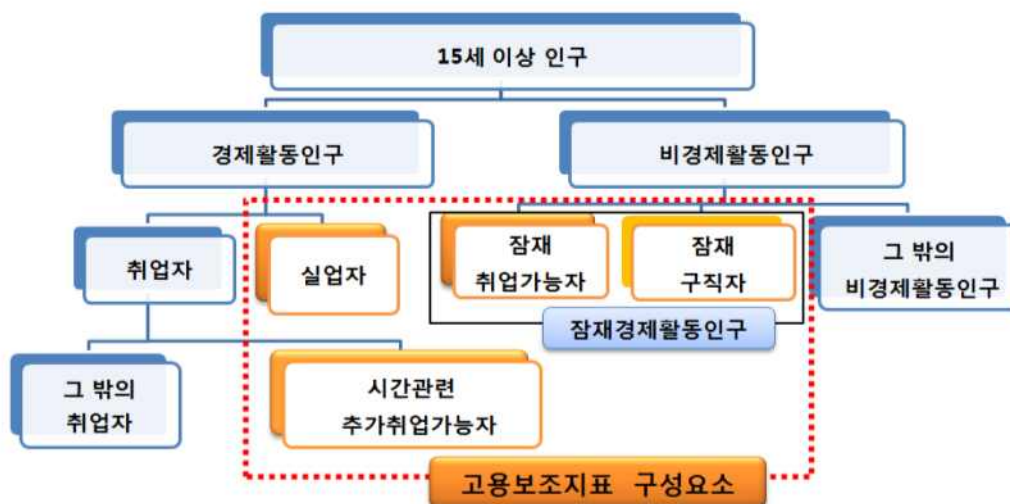 15세 이상 인구
경제활동인구
비경제활동인구
취업자
실업자
잠재
취업가능자
잠재
구직자
그 밖의
비경제활동인구
잠재경제활동인구
그 밖의
취업자
시간관련
추가취업가능자
고용보조지표 구성요소